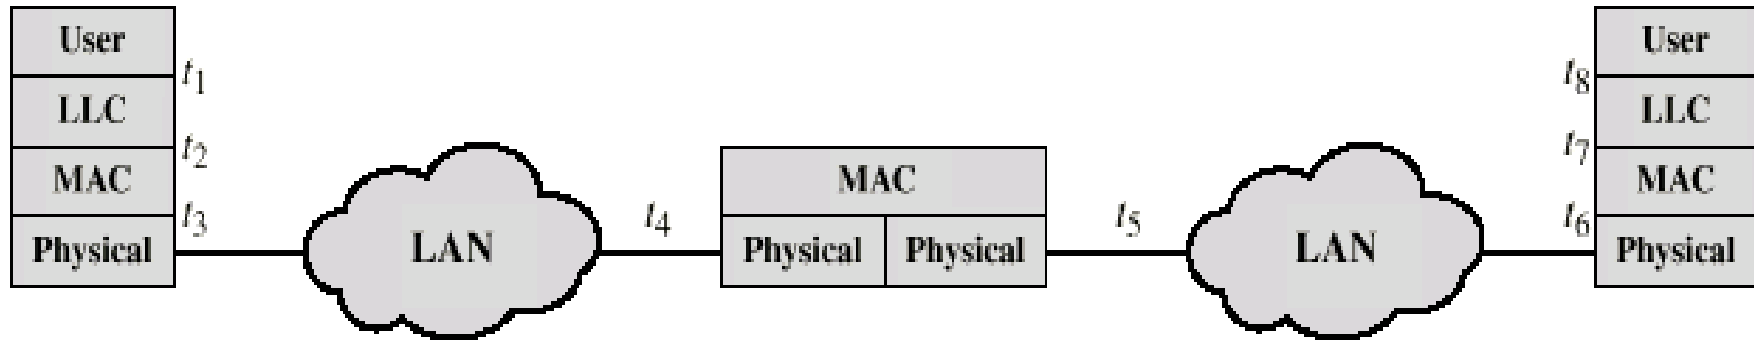 User
t1
LLC
t2
MAC
t3
Physical
LAN
t4
MAC
Physical
Physical
t5
LAN
User
t8
LLC
t7
MAC
t6
Physical